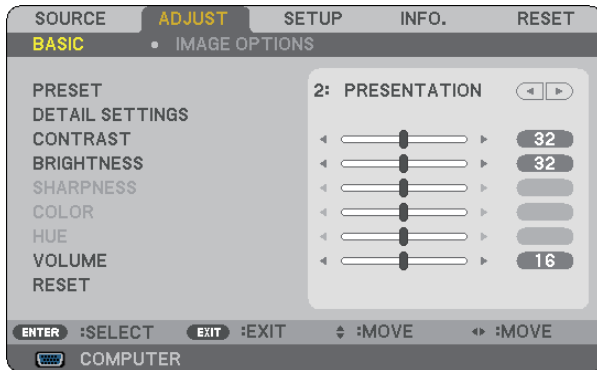 SOURCE ADJUST SETUP INFO. RESET
BASIC • IMAGE OPTIONS
PRESET 2: PRESENTATION
DETAIL SETTINGS
CONTRAST 32
BRIGHTNESS 32
SHARPNESS
COLOR
HUE
VOLUME 16
RESET
ENTER :SELECT EXIT :EXIT :MOVE :MOVE
COMPUTER